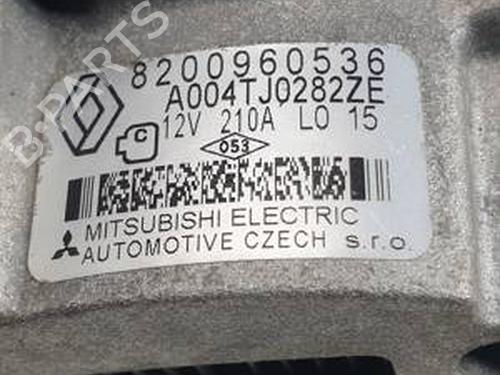 8200960536
A004TJ0282ZE
C 12V 210A LO 15
053
MITSUBISHI ELECTRIC
AUTOMOTIVE CZECH s.r.o.
B-PARTS